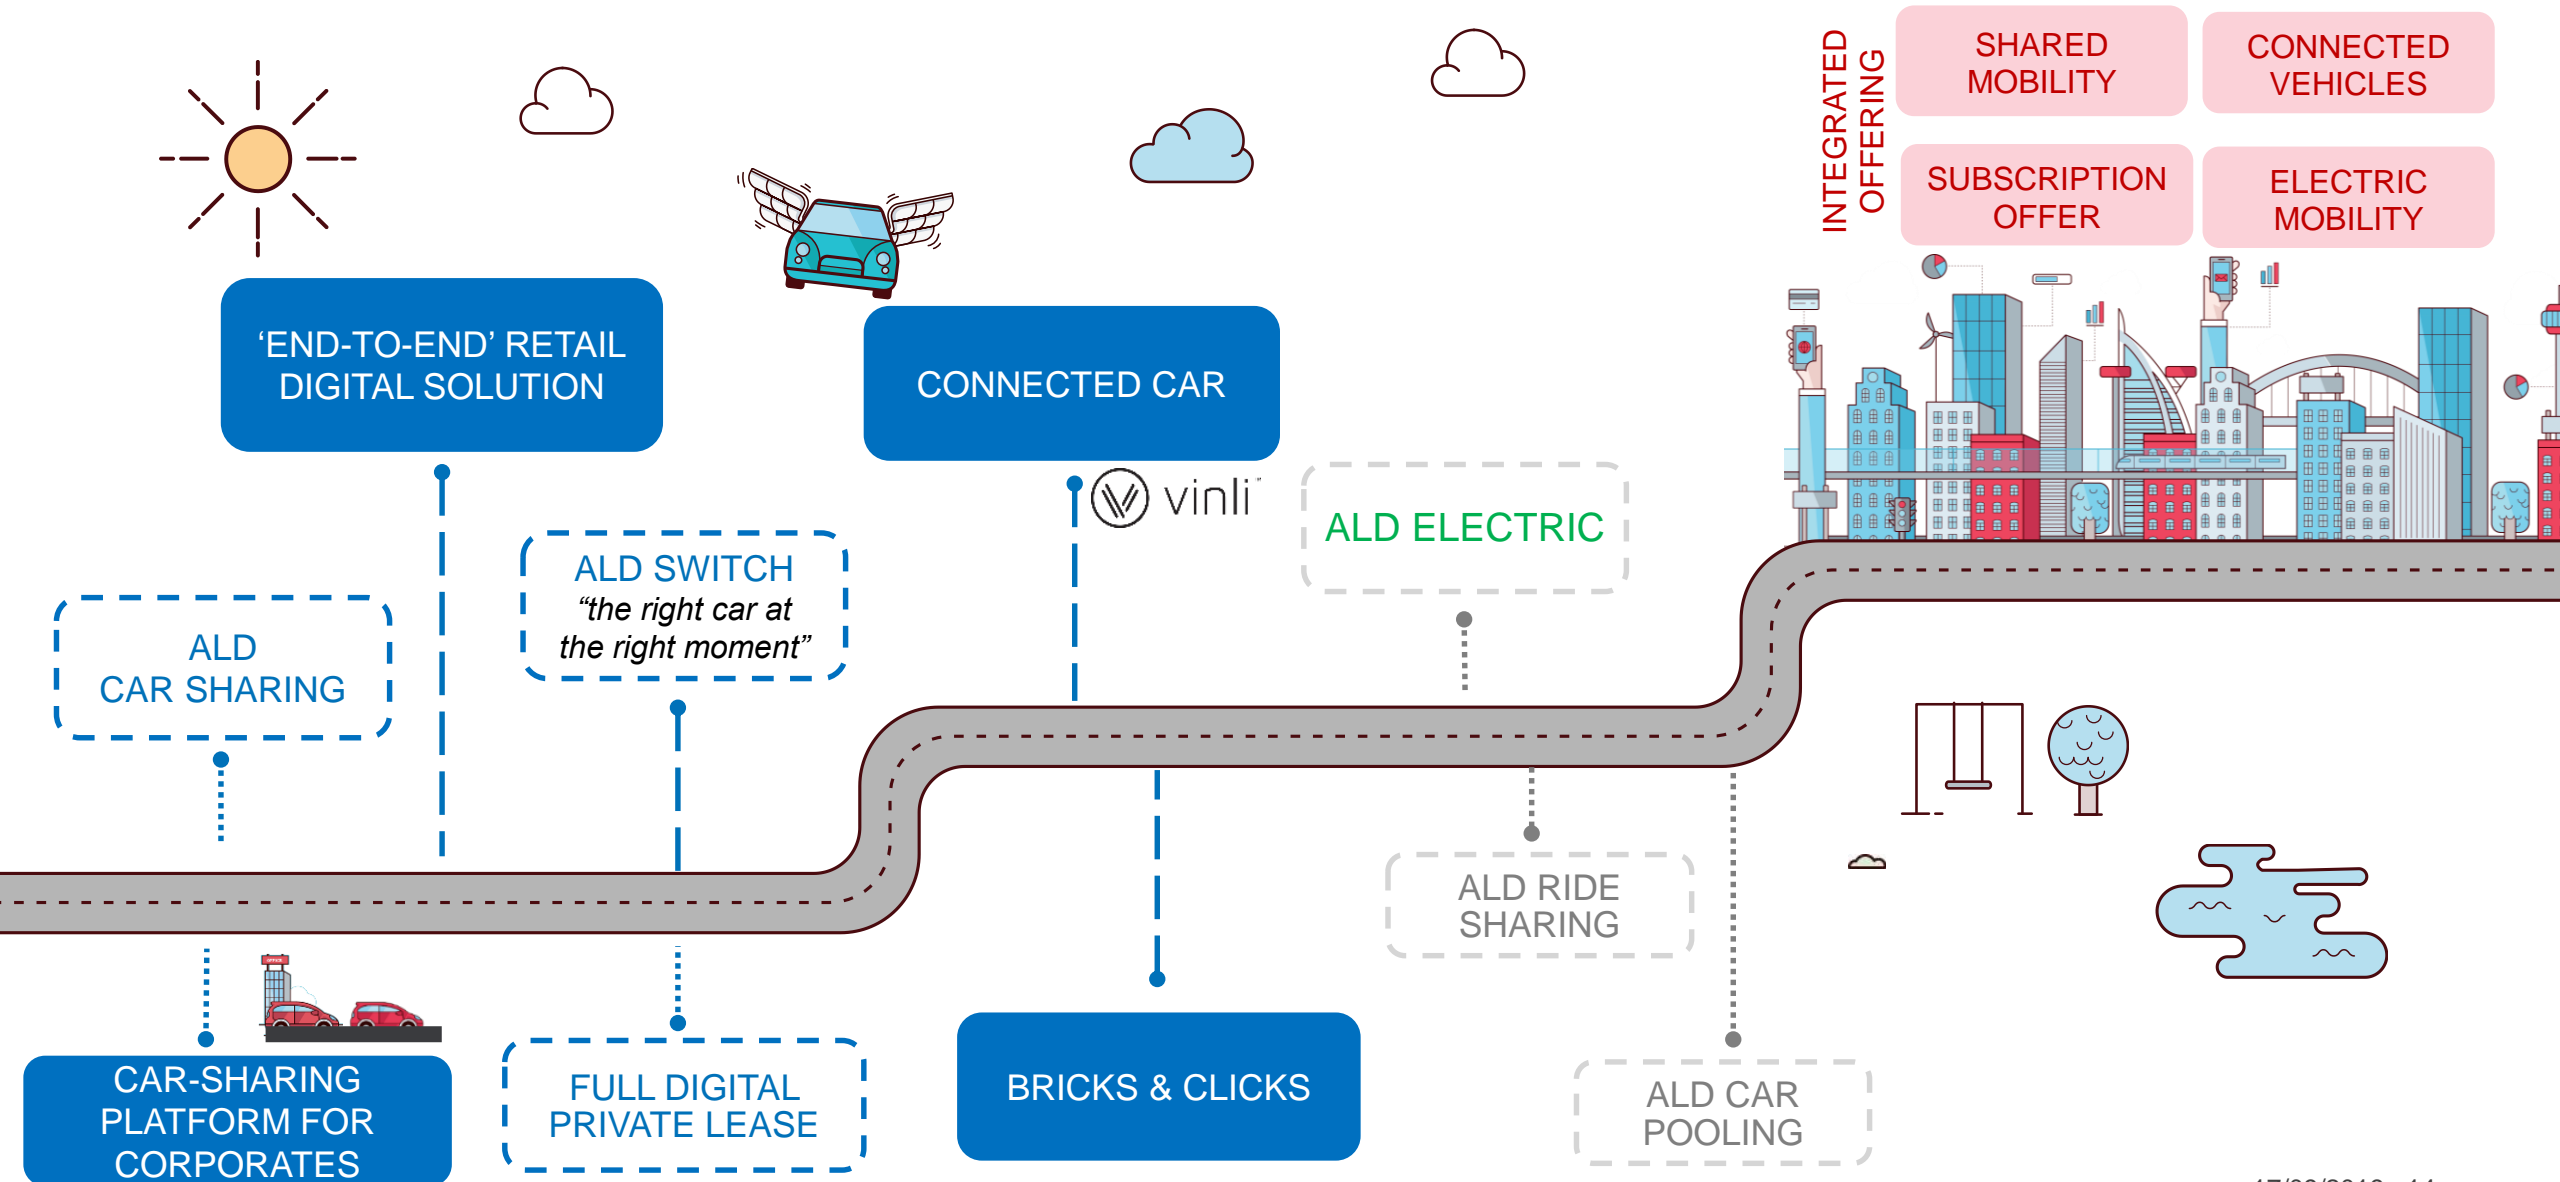 INTEGRATED
OFFERING
SHARED
MOBILITY
CONNECTED
VEHICLES
SUBSCRIPTION
OFFER
ELECTRIC
MOBILITY
‘END-TO-END’ RETAIL
DIGITAL SOLUTION
CONNECTED CAR
vinli
ALD ELECTRIC
ALD SWITCH
“the right car at
the right moment”
ALD
CAR SHARING
ALD RIDE
SHARING
CAR-SHARING
PLATFORM FOR
CORPORATES
FULL DIGITAL
PRIVATE LEASE
BRICKS & CLICKS
ALD CAR
POOLING